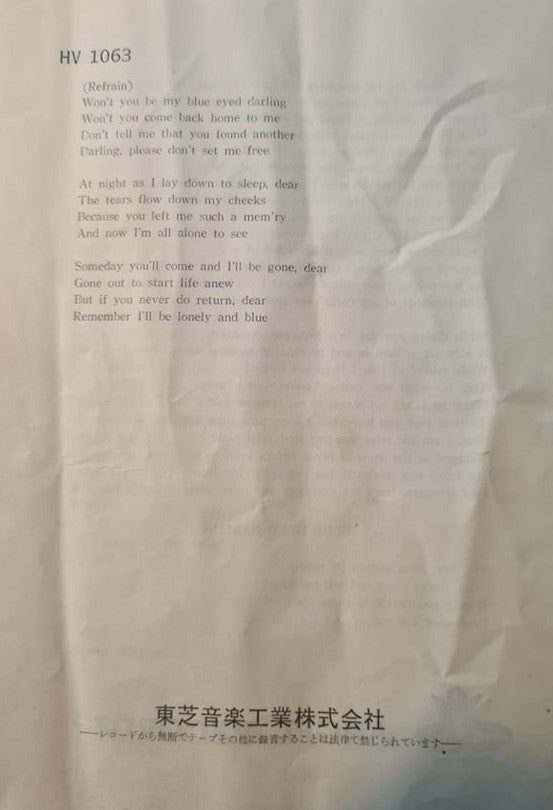 HV 1063
(Refrain)
Won't you be my blue eyed darling
Won't you come back home to me
Don't tell me that you found another
Darling, please don't set me free
At night as I lay down to sleep, dear
The tears flow down my cheeks
Because you left me such a mem'ry
And now I'm all alone to see
Someday you'll come and I'll be gone, dear
Gone out to start life anew
But if you never do return, dear
Remember I'll be lonely and blue
東芝音楽工業株式会社
——レコードから無断でテープその他に録音することは法律で禁じられています——